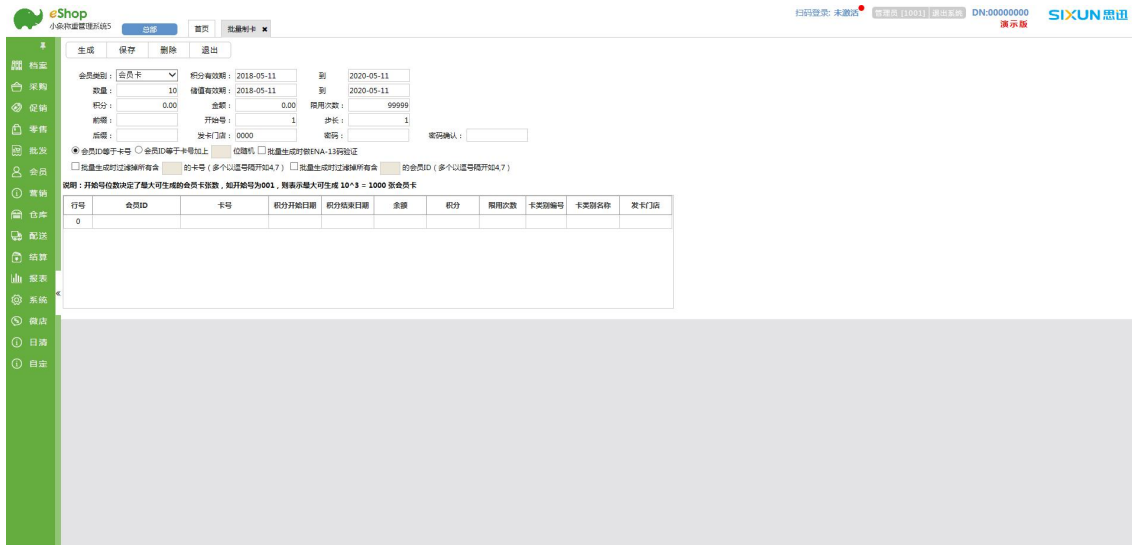 eShop
小象称重管理系统5
总部
首页
批量制卡 ×
扫码登录: 未激活
管理员 [1001]
退出系统
DN:00000000
演示版
SIXUN思迅
档案
采购
促销
零售
批发
会员
营销
仓库
配送
结算
报表
系统
微店
日清
自定
生成 保存 删除 退出
会员类别： 会员卡 积分有效期： 2018-05-11 到 2020-05-11
数量： 10 储值有效期： 2018-05-11 到 2020-05-11
积分： 0.00 金额： 0.00 限用次数： 99999
前缀： 开始号： 1 步长： 1
后缀： 发卡门店： 0000 密码： 密码确认：
会员ID等于卡号 会员ID等于卡号加上 位随机 批量生成时做ENA-13码验证
批量生成时过滤掉所有含 的卡号（多个以逗号隔开如4,7） 批量生成时过滤掉所有含 的会员ID（多个以逗号隔开如4,7）
说明：开始号位数决定了最大可生成的会员卡张数，如开始号为001，则表示最大可生成 10^3 = 1000 张会员卡
行号 会员ID 卡号 积分开始日期 积分结束日期 余额 积分 限用次数 卡类别编号 卡类别名称 发卡门店
0
«